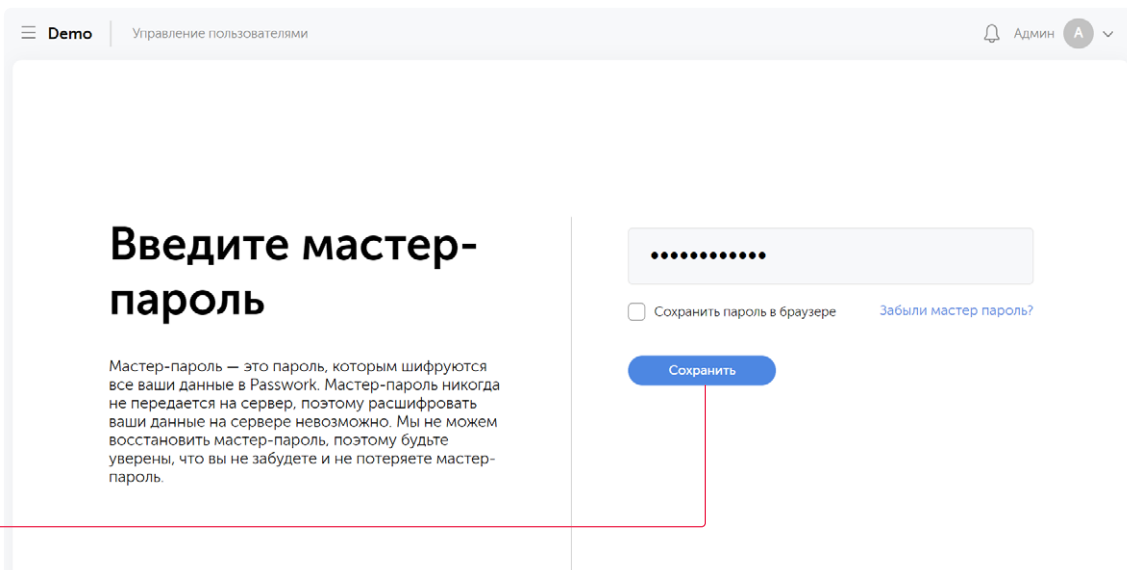 Demo
Управление пользователями
Админ
А
Введите мастер-
пароль
Мастер-пароль — это пароль, которым шифруются
все ваши данные в Passwork. Мастер-пароль никогда
не передается на сервер, поэтому расшифровать
ваши данные на сервере невозможно. Мы не можем
восстановить мастер-пароль, поэтому будьте
уверены, что вы не забудете и не потеряете мастер-
пароль.
••••••••••••
Сохранить пароль в браузере
Забыли мастер пароль?
Сохранить